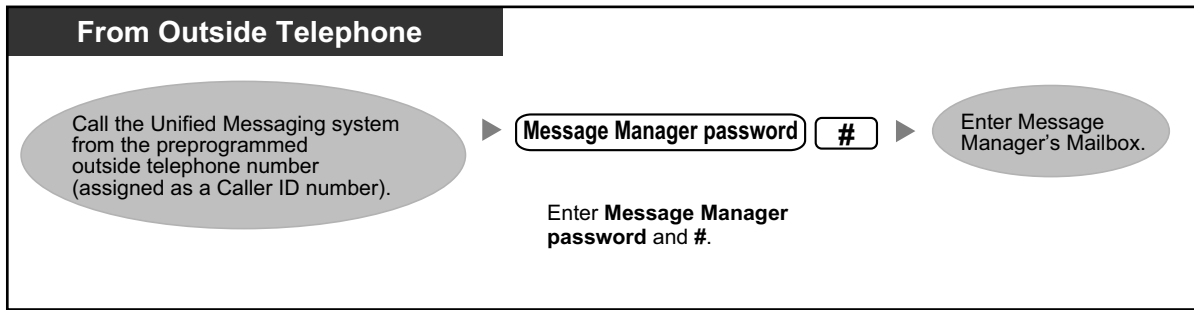 From Outside Telephone
Call the Unified Messaging system
from the preprogrammed
outside telephone number
(assigned as a Caller ID number).
Message Manager password #
Enter Message Manager
password and #.
Enter Message
Manager's Mailbox.